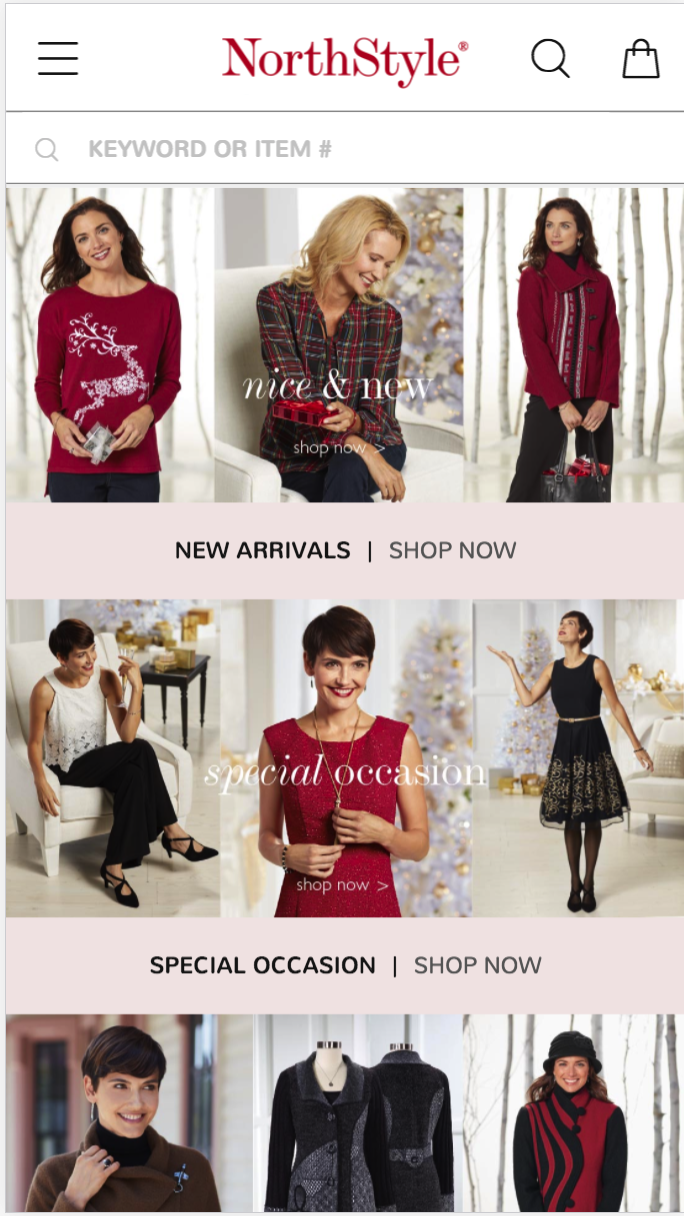 NorthStyle®
KEYWORD OR ITEM #
nice & new
shop now >
NEW ARRIVALS | SHOP NOW
special occasion
shop now >
SPECIAL OCCASION | SHOP NOW